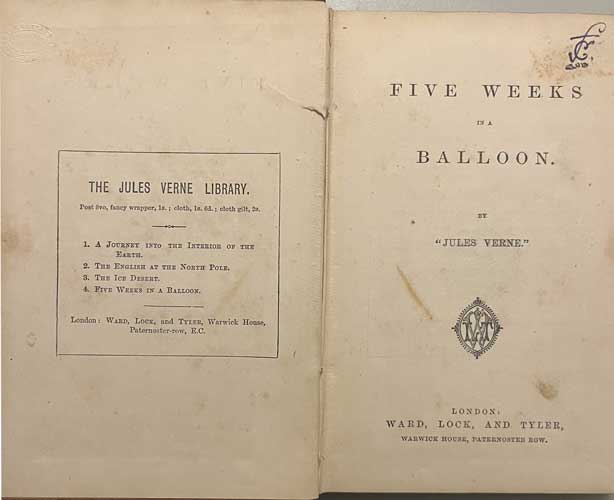 THE JULES VERNE LIBRARY.
Post 8vo, fancy wrapper, 1s.; cloth, 1s. 6d.; cloth gilt, 2s.
1. A JOURNEY INTO THE INTERIOR OF THE
EARTH.
2. THE ENGLISH AT THE NORTH POLE.
3. THE ICE DESERT.
4. FIVE WEEKS IN A BALLOON.
London: WARD, LOCK, AND TYLER, Warwick House,
Paternoster-row, E.C.
FIVE WEEKS
IN A
BALLOON.
BY
"JULES VERNE."
LONDON:
WARD, LOCK, AND TYLER,
WARWICK HOUSE, PATERNOSTER ROW.